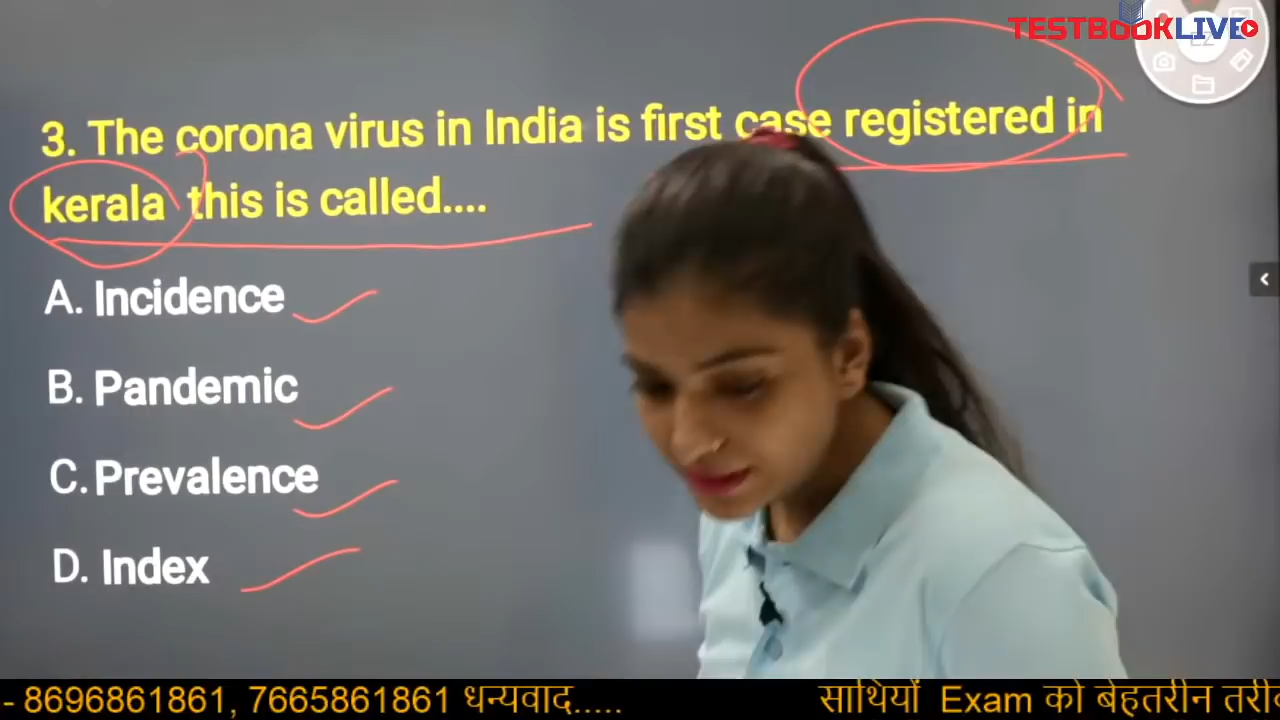 TESTBOOKLIVE
EZ
3. The corona virus in India is first case registered in
kerala this is called....
A. Incidence
B. Pandemic
C. Prevalence
D. Index
- 8696861861, 7665861861 धन्यवाद..... साथियों Exam को बेहतरीन